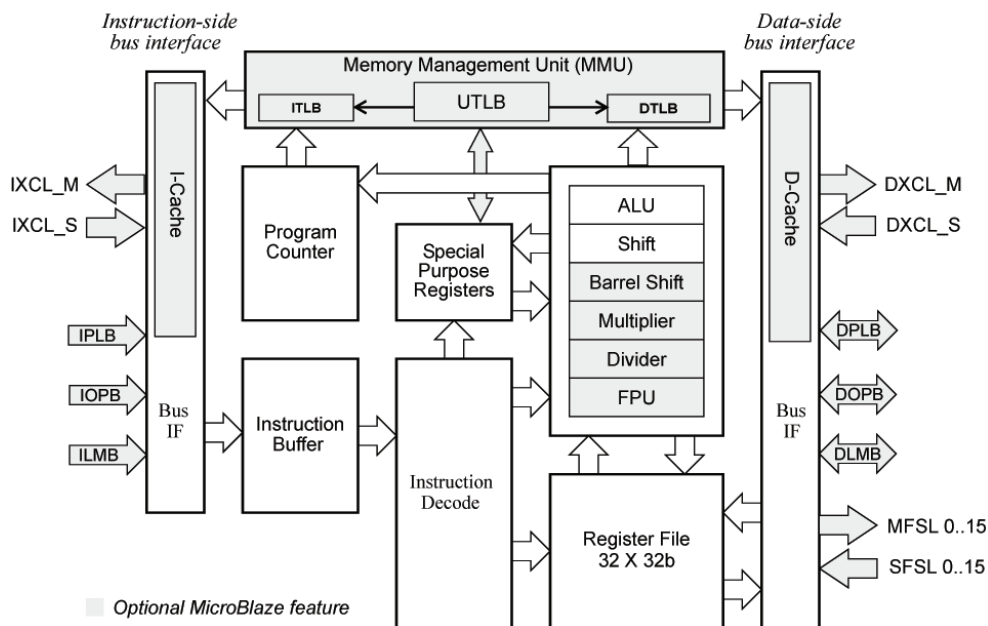 Instruction-side
bus interface
Data-side
bus interface
Memory Management Unit (MMU)
ITLB
UTLB
DTLB
IXCL_M
IXCL_S
I-Cache
Program
Counter
Special
Purpose
Registers
ALU
Shift
Barrel Shift
Multiplier
Divider
FPU
D-Cache
DXCL_M
DXCL_S
IPLB
IOPB
ILMB
Bus
IF
Instruction
Buffer
Instruction
Decode
Register File
32 X 32b
Bus
IF
DPLB
DOPB
DLMB
MFSL 0..15
SFSL 0..15
Optional MicroBlaze feature